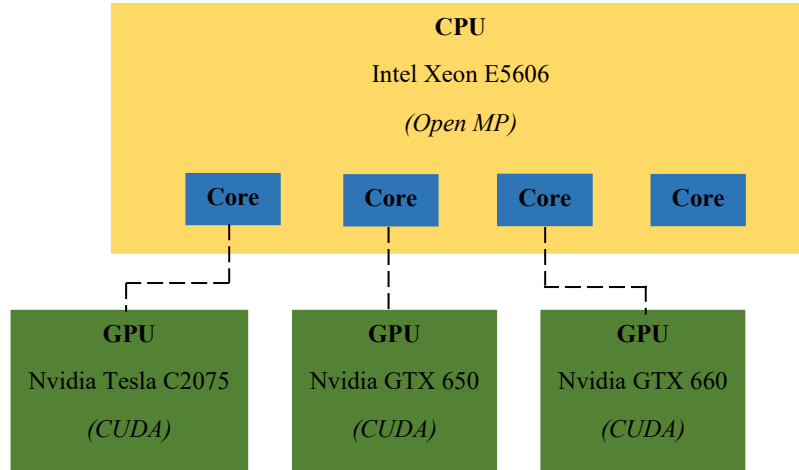 CPU
Intel Xeon E5606
(Open MP)
Core Core Core Core
GPU GPU GPU
Nvidia Tesla C2075 Nvidia GTX 650 Nvidia GTX 660
(CUDA) (CUDA) (CUDA)